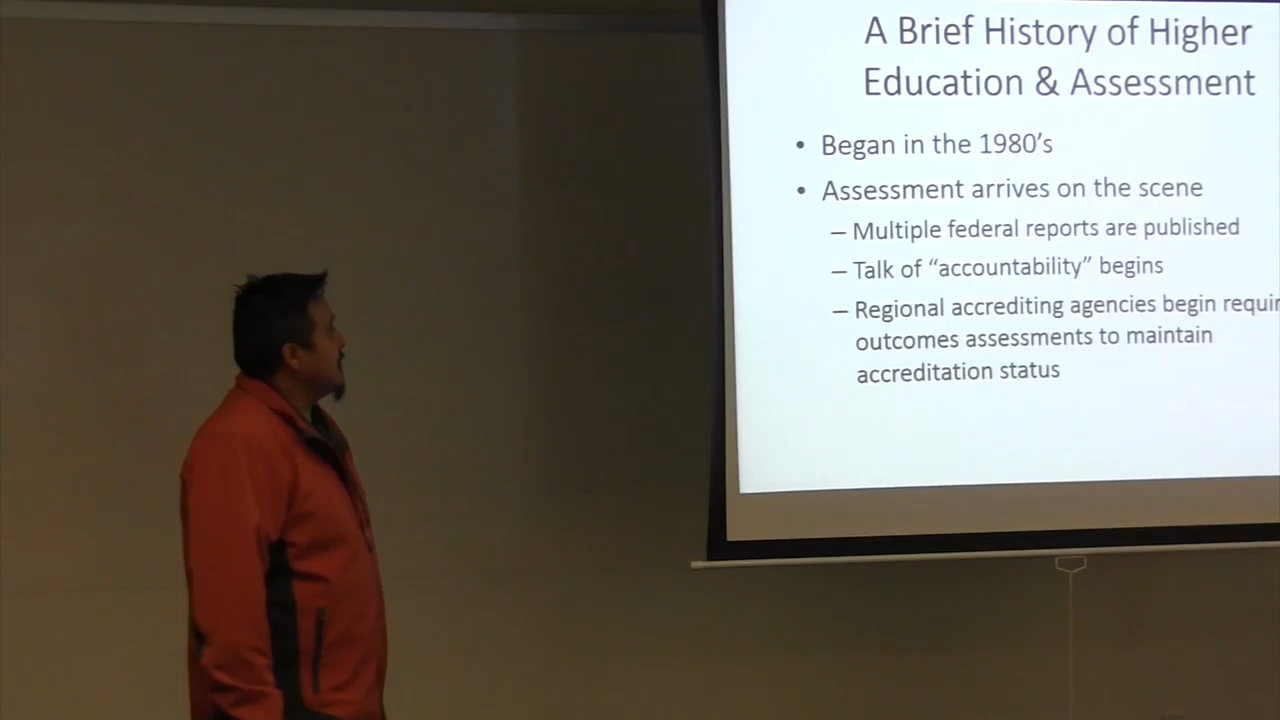 A Brief History of Higher
Education & Assessment
• Began in the 1980's
• Assessment arrives on the scene
– Multiple federal reports are published
– Talk of “accountability” begins
– Regional accrediting agencies begin
outcomes assessments to maintain
accreditation status